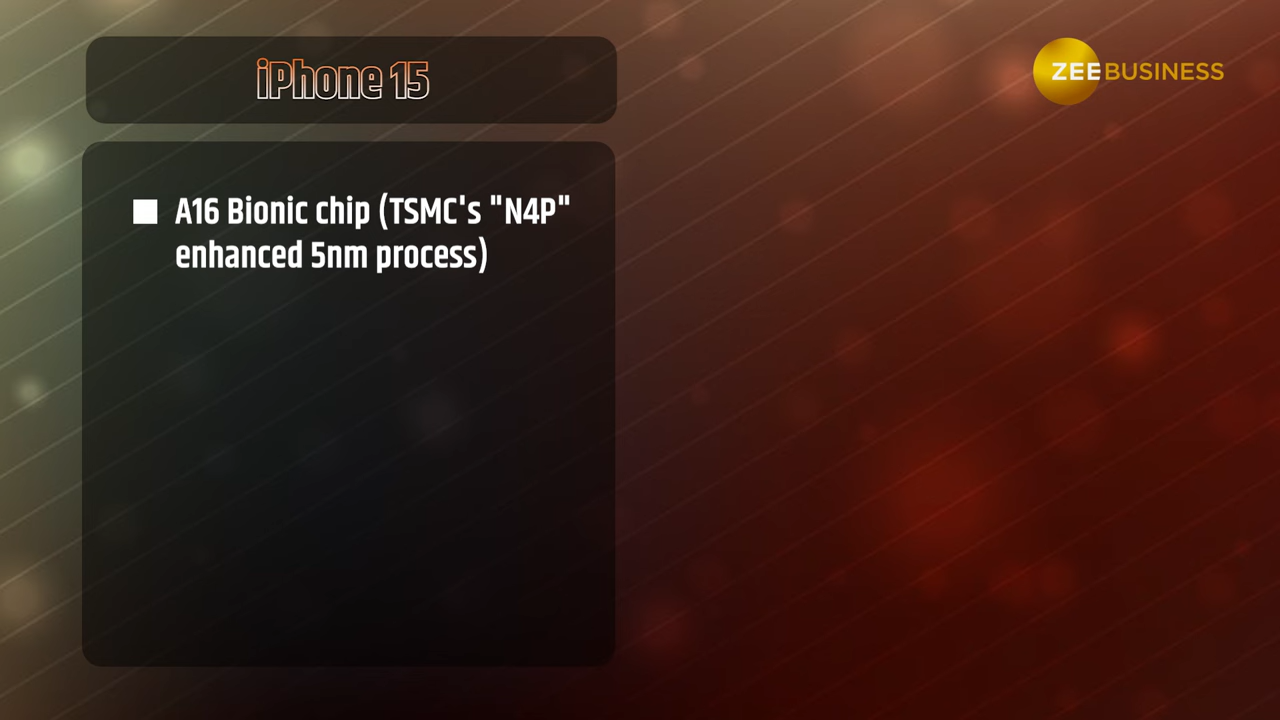 iPhone 15
ZEEBUSINESS
A16 Bionic chip (TSMC's "N4P"
enhanced 5nm process)